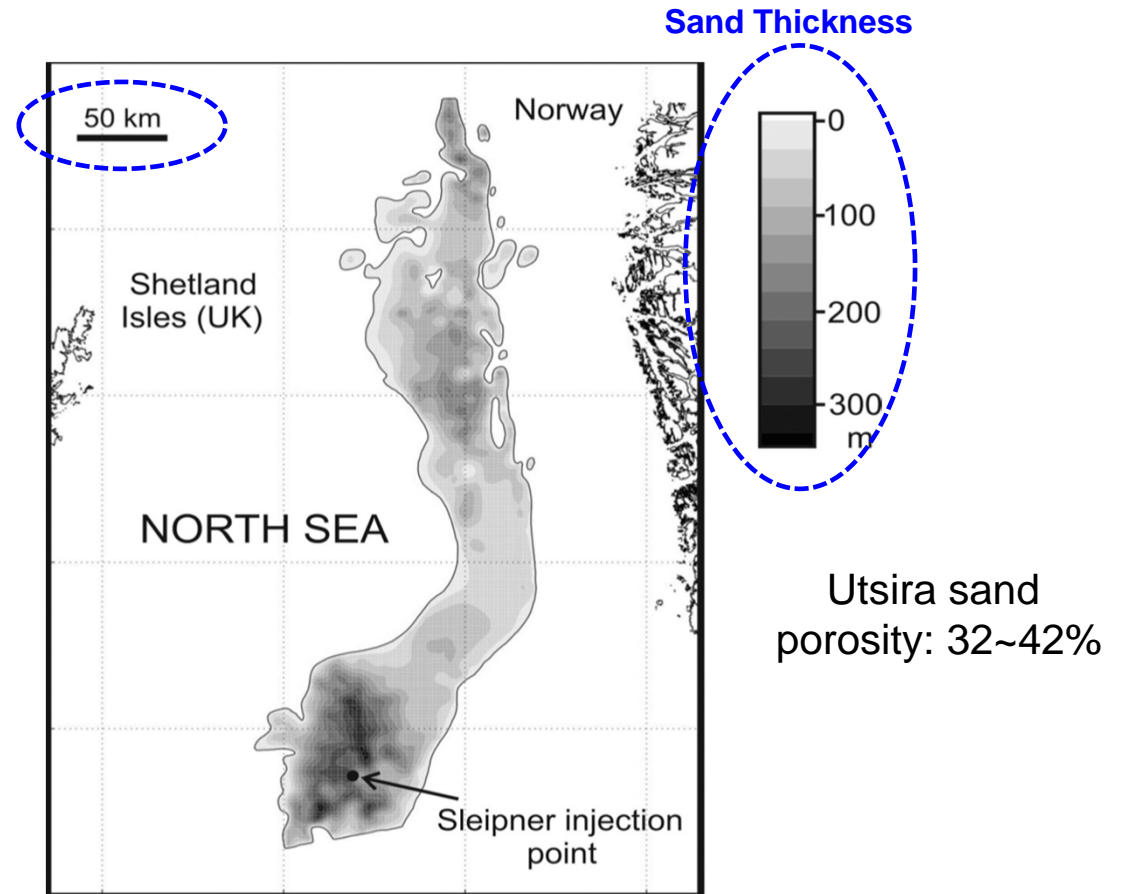 Sand Thickness
50 km
Norway
0
100
200
300
m
Shetland
Isles (UK)
NORTH SEA
Utsira sand
porosity: 32~42%
Sleipner injection
point